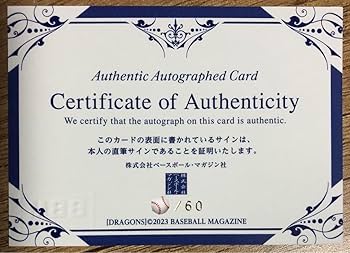 Authentic Autographed Card
Certificate of Authenticity
We certify that the autograph on this card is authentic.
このカードの表面に書かれているサインは、
本人の直筆サインであることを証明いたします。
株式会社ベースボール・マガジン社
/60
[DRAGONS]©2023 BASEBALL MAGAZINE